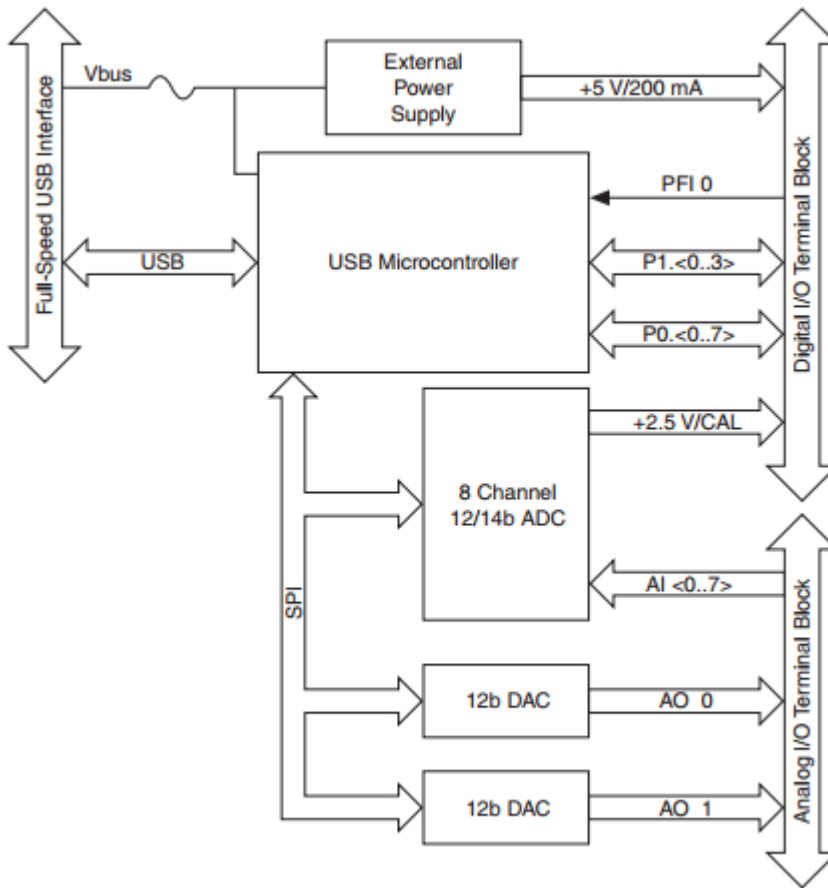 Full-Speed USB Interface
Vbus
External
Power
Supply
+5 V/200 mA
Digital I/O Terminal Block
PFI 0
USB
USB Microcontroller
P1.<0..3>
P0.<0..7>
+2.5 V/CAL
8 Channel
12/14b ADC
SPI
AI <0..7>
Analog I/O Terminal Block
12b DAC
AO 0
12b DAC
AO 1